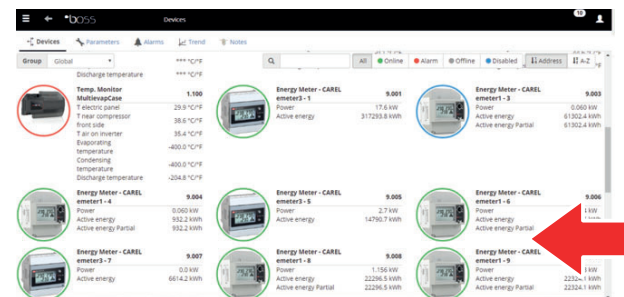 boss
Devices
10
Devices Parameters Alarms Trend Notes
Group Global
All Online Alarm Offline Disabled Address A-Z
*** °C/°F
Discharge temperature *** °C/°F
Temp. Monitor
MultievapCase 1.100
T electric panel 29.9 °C/°F
T near compressor
front side 38.6 °C/°F
T air on inverter 35.4 °C/°F
Evaporating
temperature -400.0 °C/°F
Condensing
temperature -400.0 °C/°F
Discharge temperature -204.8 °C/°F
Energy Meter - CAREL
emeter3 - 1 9.001
Power 17.6 kW
Active energy 317293.8 kWh
Energy Meter - CAREL
emeter1 - 3 9.003
Power 0.060 kW
Active energy 61302.4 kWh
Active energy Partial 61302.4 kWh
Energy Meter - CAREL
emeter1 - 4 9.004
Power 0.060 kW
Active energy 932.2 kWh
Active energy Partial 932.2 kWh
Energy Meter - CAREL
emeter3 - 5 9.005
Power 2.7 kW
Active energy 14790.7 kWh
Energy Meter - CAREL
emeter1 - 6 9.006
Power kW
Active energy
Active energy Partial
Energy Meter - CAREL
emeter3 - 7 9.007
Power 0.0 kW
Active energy 6614.2 kWh
Energy Meter - CAREL
emeter1 - 8 9.008
Power 1.156 kW
Active energy 22296.5 kWh
Active energy Partial 22296.5 kWh
Energy Meter - CAREL
emeter1 - 9
Power kW
Active energy 22324.1 kWh
Active energy Partial 22324.1 kWh